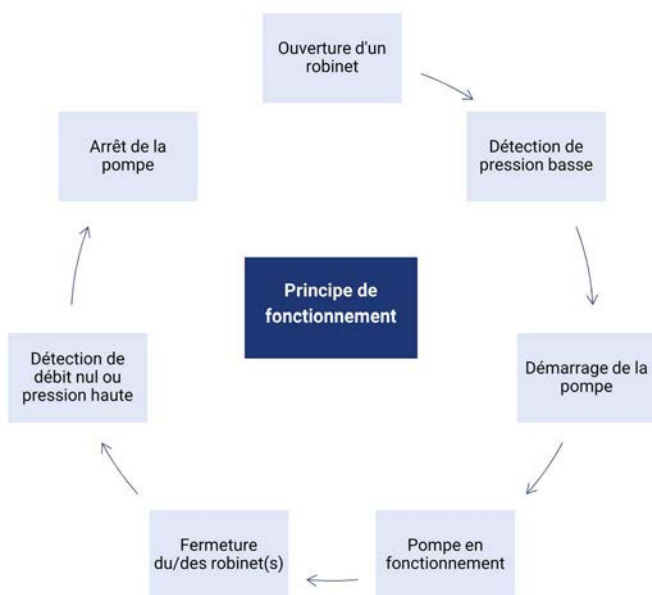 Ouverture d'un
robinet
Détection de
pression basse
Démarrage de la
pompe
Pompe en
fonctionnement
Fermeture
du/des robinet(s)
Détection de
débit nul ou
pression haute
Arrêt de la
pompe
Principe de
fonctionnement